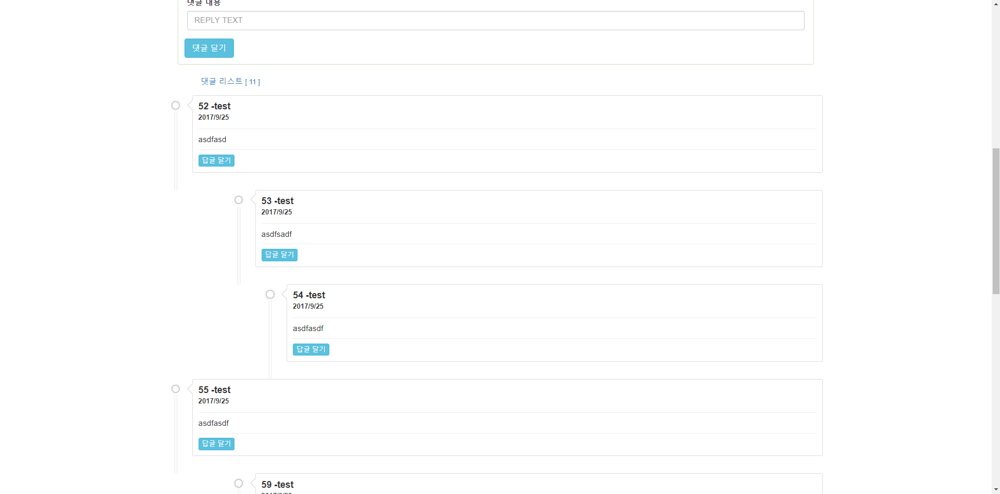 댓글 내용
REPLY TEXT
댓글 달기
댓글 리스트 [ 11 ]
52 -test
2017/9/25
asdfasd
답글 달기
53 -test
2017/9/25
asdfsadf
답글 달기
54 -test
2017/9/25
asdfasdf
답글 달기
55 -test
2017/9/25
asdfasdf
답글 달기
59 -test
2017/9/25